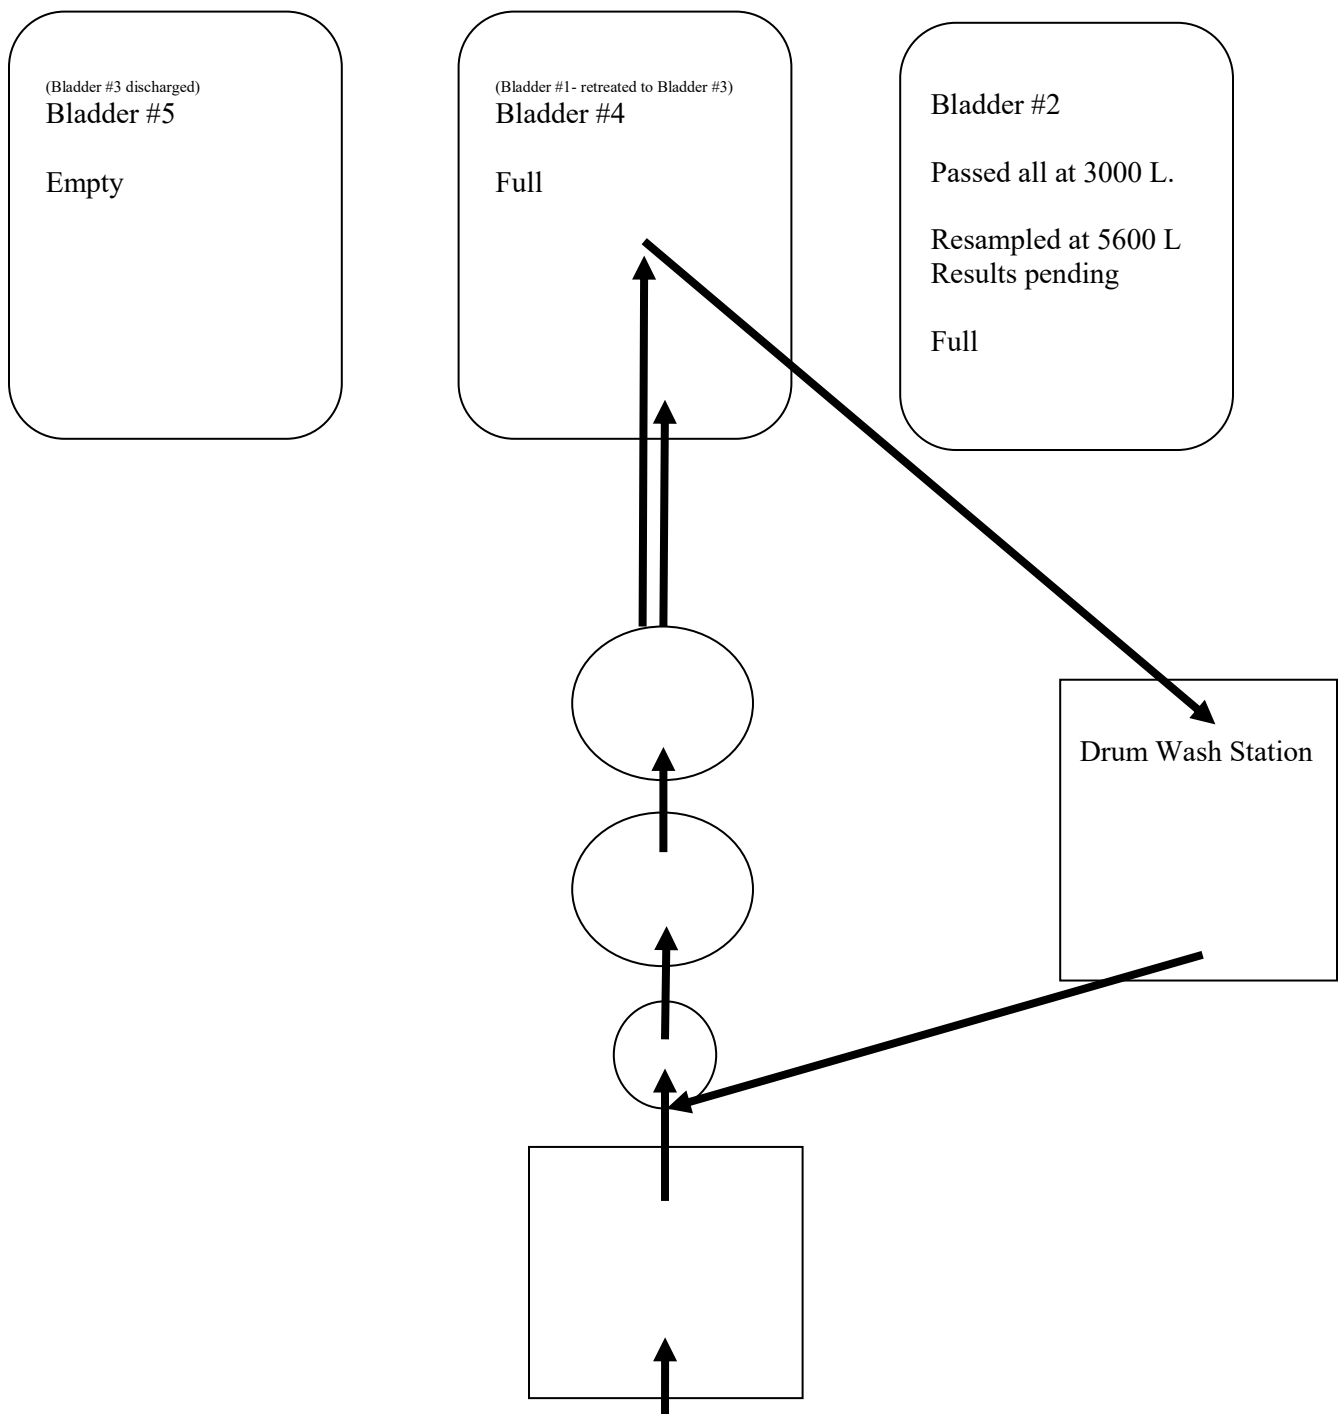 (Bladder #3 discharged)
Bladder #5
Empty
(Bladder #1- retreated to Bladder #3)
Bladder #4
Full
Bladder #2
Passed all at 3000 L.
Resampled at 5600 L
Results pending
Full
Drum Wash Station